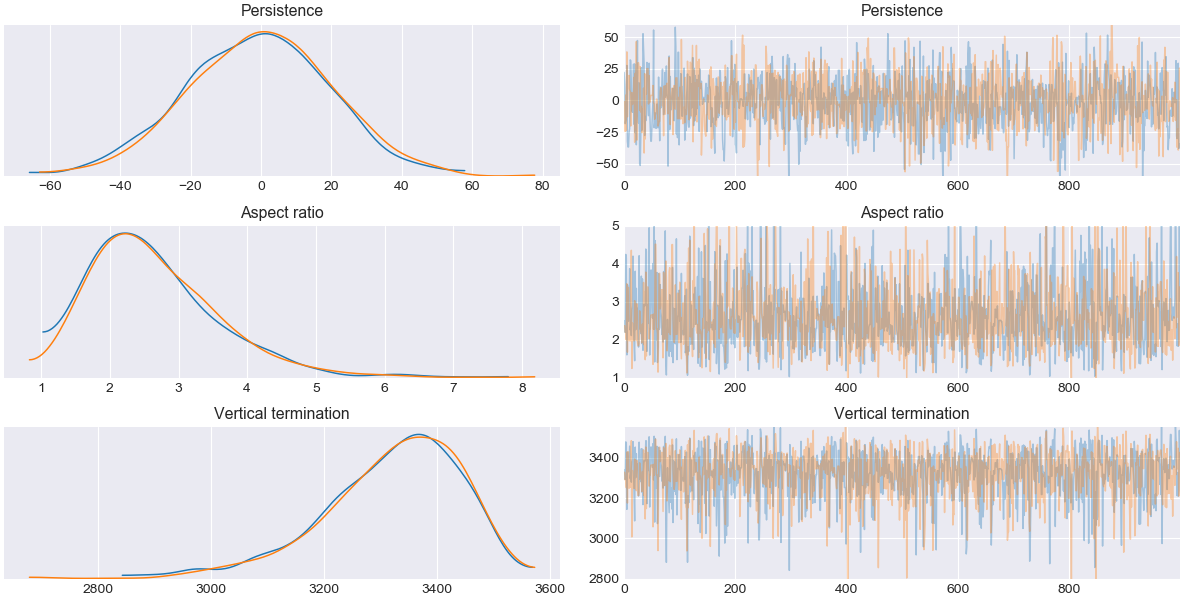 Persistence
Persistence
−60 −40 −20 0 20 40 60 80
50
25
0
−25
−50
0 200 400 600 800
Aspect ratio
Aspect ratio
1 2 3 4 5 6 7 8
5
4
3
2
1
0 200 400 600 800
Vertical termination
Vertical termination
2800 3000 3200 3400 3600
3400
3200
3000
2800
0 200 400 600 800